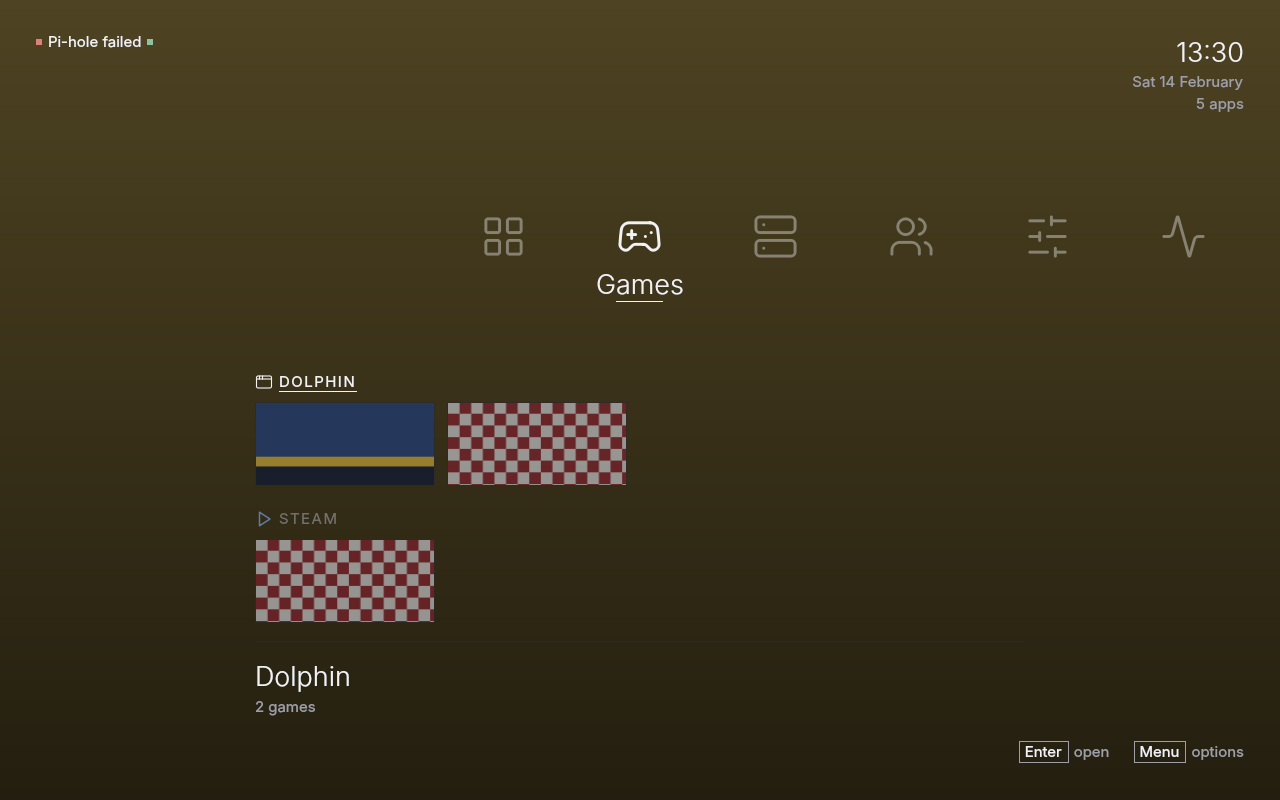 Pi-hole failed
13:30
Sat 14 February
5 apps
Games
DOLPHIN
STEAM
Dolphin
2 games
Enter open Menu options